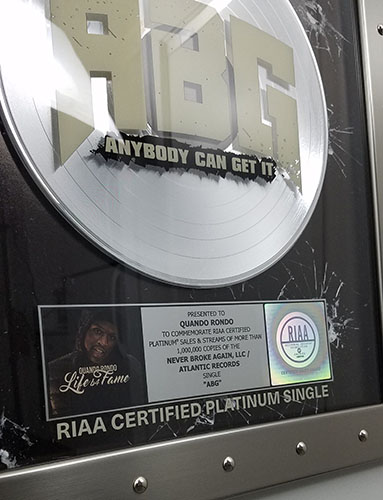 ABG
ANYBODY CAN GET IT
PRESENTED TO
QUANDO RONDO
TO COMMEMORATE RIAA CERTIFIED
PLATINUM® SALES & STREAMS OF MORE THAN
1,000,000 COPIES OF THE
NEVER BROKE AGAIN, LLC /
ATLANTIC RECORDS
SINGLE
"ABG"
QUANDO RONDO
Life B4 Fame
RIAA
RIAA CERTIFIED PLATINUM SINGLE